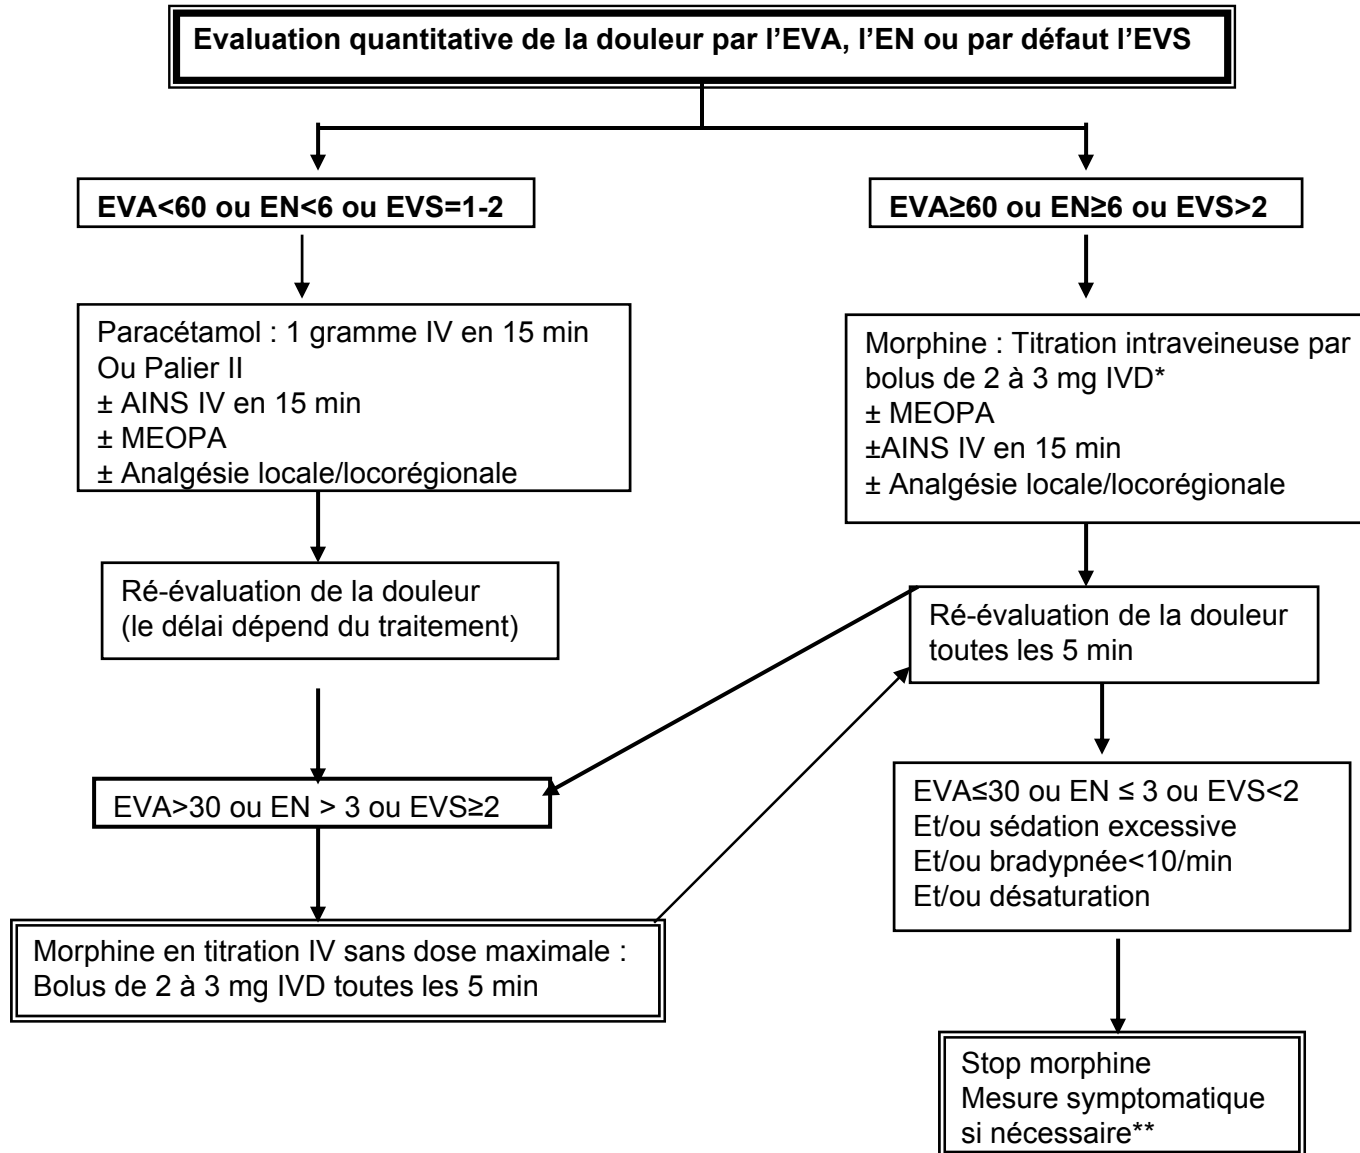 Evaluation quantitative de la douleur par l’EVA, l’EN ou par défaut l’EVS
EVA<60 ou EN<6 ou EVS=1-2
EVA≥60 ou EN≥6 ou EVS>2
Paracétamol : 1 gramme IV en 15 min
Ou Palier II
± AINS IV en 15 min
± MEOPA
± Analgésie locale/locorégionale
Morphine : Titration intraveineuse par
bolus de 2 à 3 mg IVD*
± MEOPA
±AINS IV en 15 min
± Analgésie locale/locorégionale
Ré-évaluation de la douleur
(le délai dépend du traitement)
Ré-évaluation de la douleur
toutes les 5 min
EVA>30 ou EN > 3 ou EVS≥2
EVA≤30 ou EN ≤ 3 ou EVS<2
Et/ou sédation excessive
Et/ou bradypnée<10/min
Et/ou désaturation
Morphine en titration IV sans dose maximale :
Bolus de 2 à 3 mg IVD toutes les 5 min
Stop morphine
Mesure symptomatique
si nécessaire**